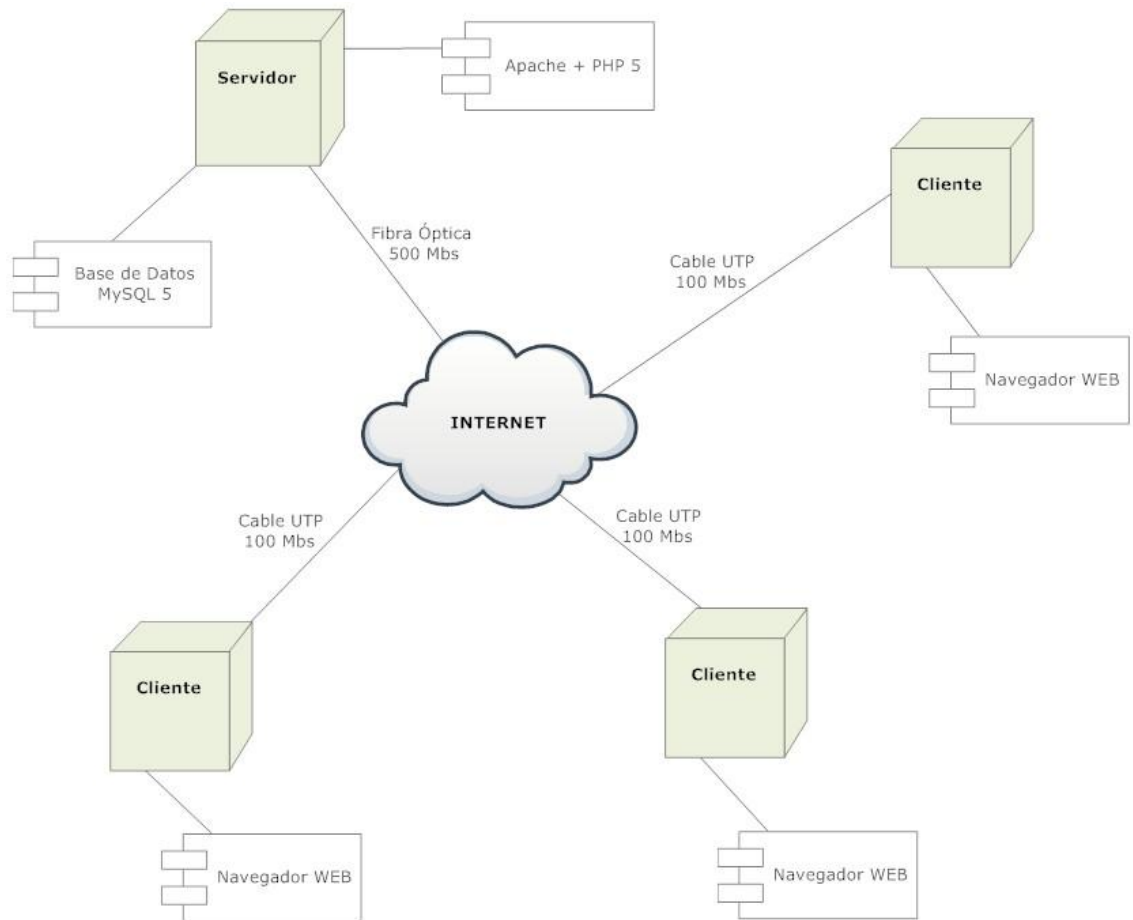 Servidor
Apache + PHP 5
Cliente
Fibra Óptica
500 Mbs
Cable UTP
100 Mbs
Base de Datos
MySQL 5
Navegador WEB
INTERNET
Cable UTP
100 Mbs
Cable UTP
100 Mbs
Cliente
Cliente
Navegador WEB
Navegador WEB